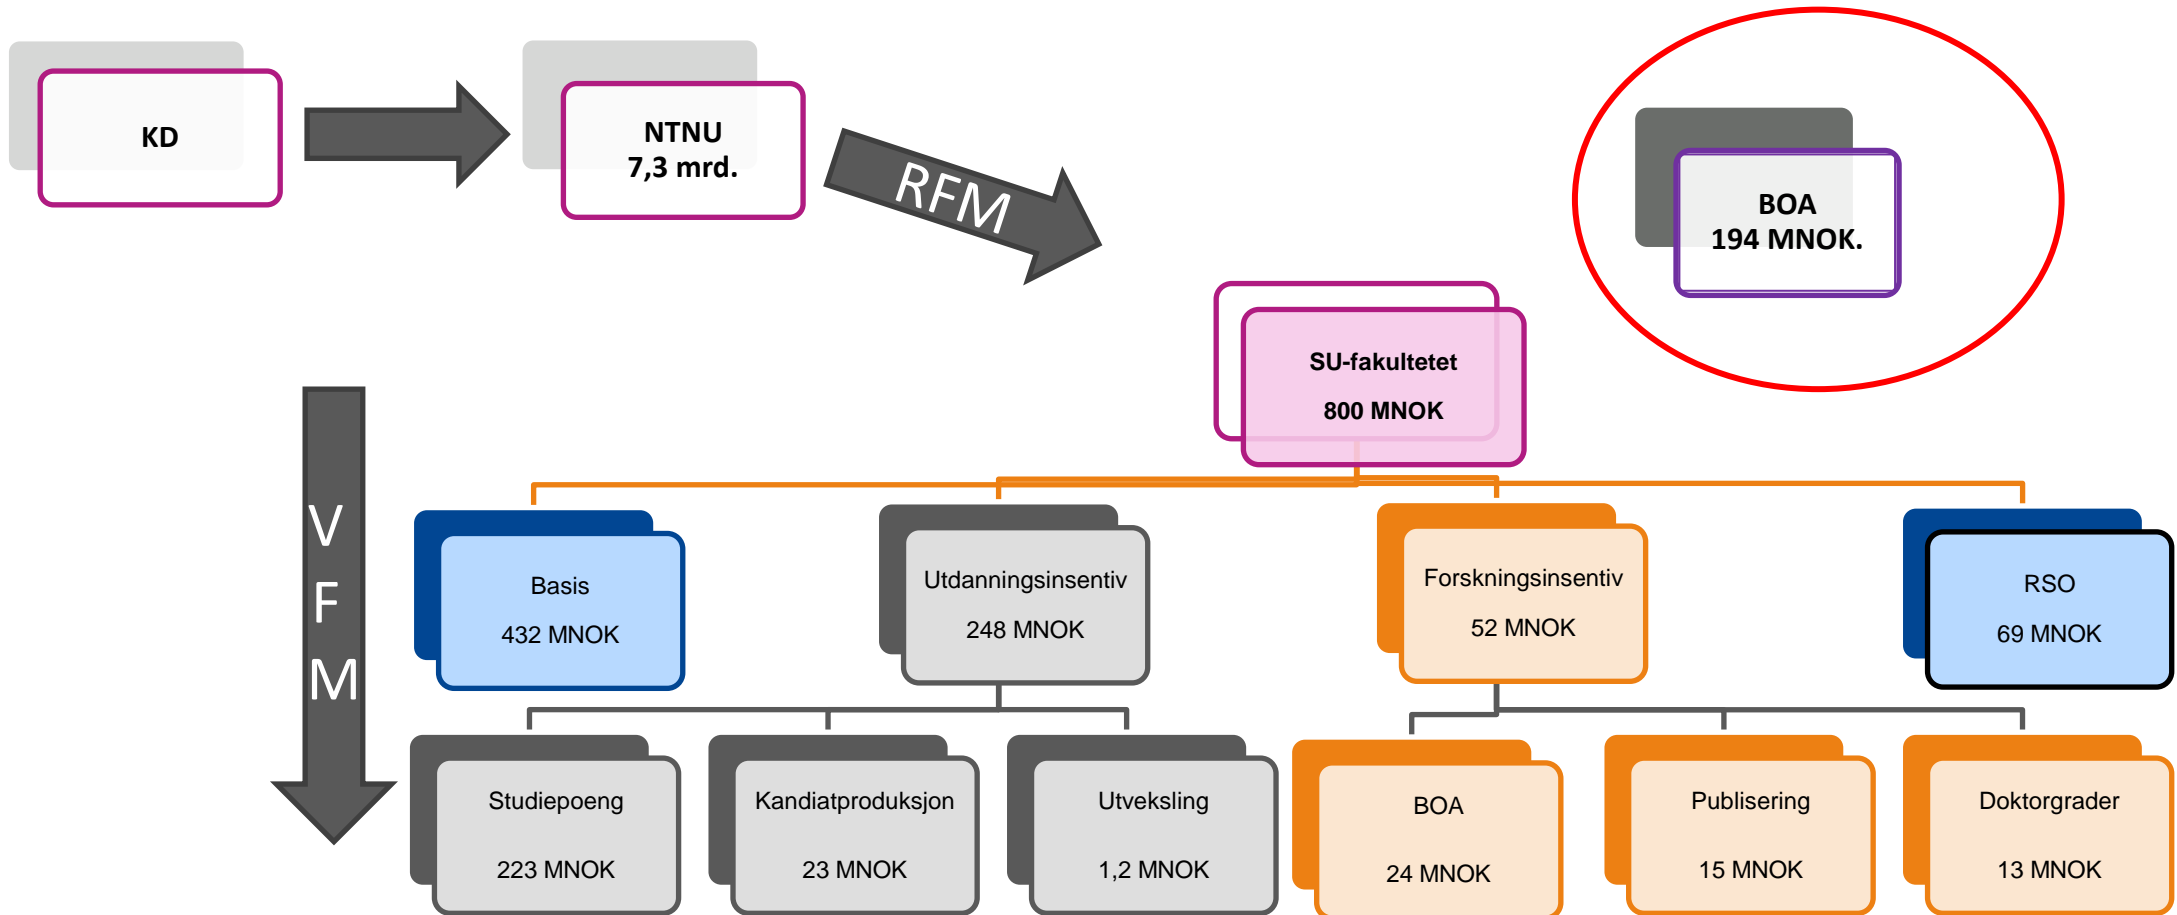 KD
NTNU
7,3 mrd.
RFM
BOA
194 MNOK.
SU-fakultetet
800 MNOK
V
F
M
Basis
432 MNOK
Utdanningsinsentiv
248 MNOK
Forskningsinsentiv
52 MNOK
RSO
69 MNOK
Studiepoeng
223 MNOK
Kandiatproduksjon
23 MNOK
Utveksling
1,2 MNOK
BOA
24 MNOK
Publisering
15 MNOK
Doktorgrader
13 MNOK